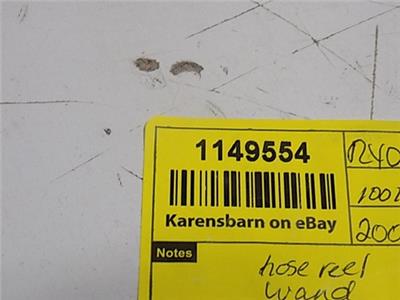 1149554
Karensbarn on eBay
Notes
hose reel
wand